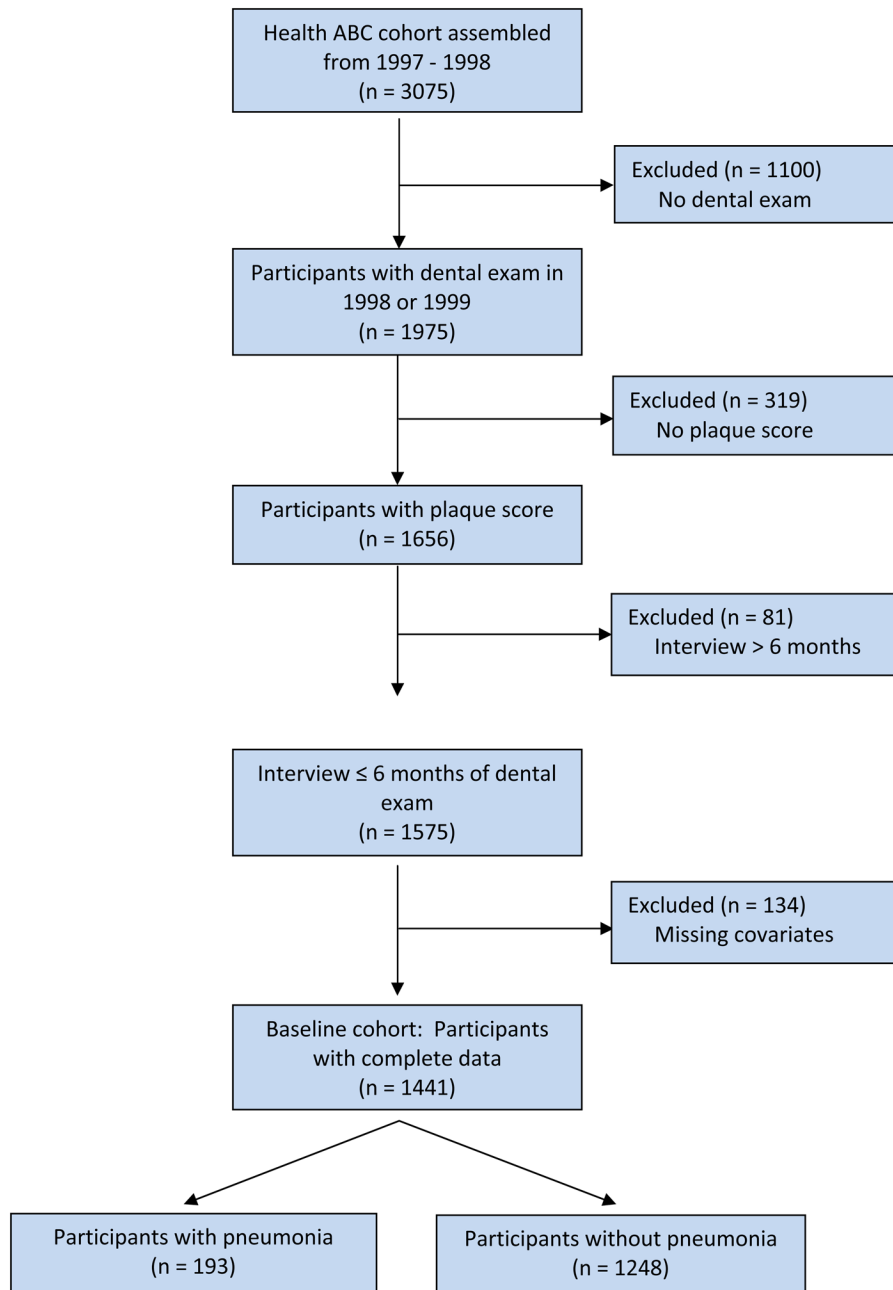 Health ABC cohort assembled
from 1997 - 1998
(n = 3075)
Excluded (n = 1100)
No dental exam
Participants with dental exam in
1998 or 1999
(n = 1975)
Excluded (n = 319)
No plaque score
Participants with plaque score
(n = 1656)
Excluded (n = 81)
Interview > 6 months
Interview ≤ 6 months of dental
exam
(n = 1575)
Excluded (n = 134)
Missing covariates
Baseline cohort:  Participants
with complete data
(n = 1441)
Participants with pneumonia
(n = 193)
Participants without pneumonia
(n = 1248)